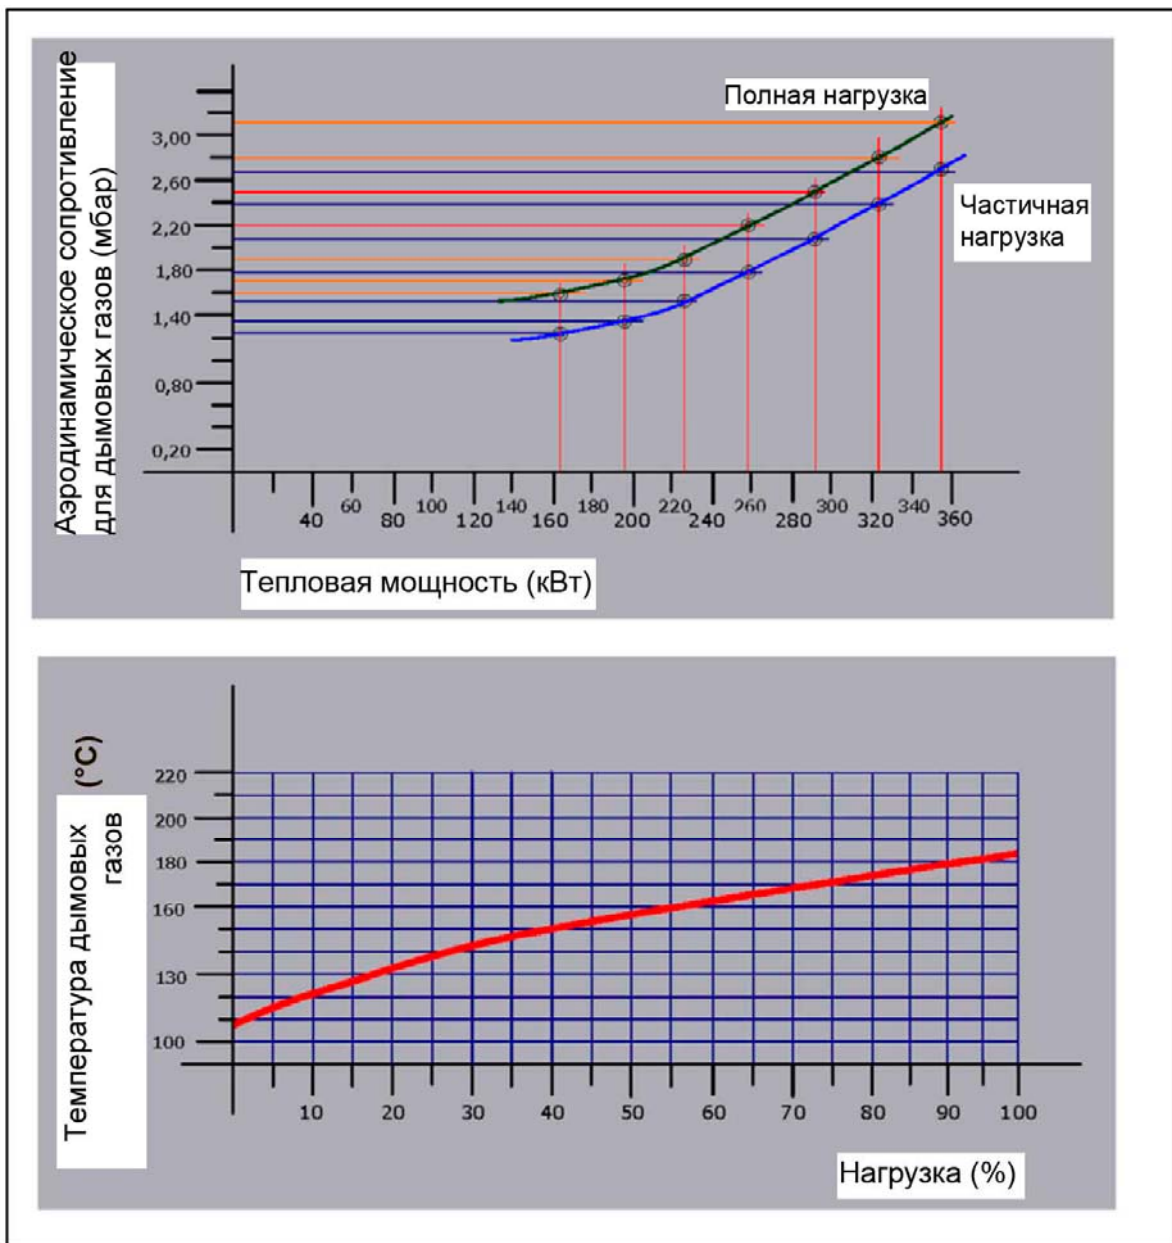 Аэродинамическое сопротивление
для дымовых газов (мбар)
Полная нагрузка
Частичная
нагрузка
3,00
2,60
2,20
1,80
1,40
0,80
0,20
40 60 80 100 120 140 160 180 200 220 240 260 280 300 320 340 360
Тепловая мощность (кВт)
Температура дымовых
газов
(°C)
220
200
180
160
130
100
10 20 30 40 50 60 70 80 90 100
Нагрузка (%)